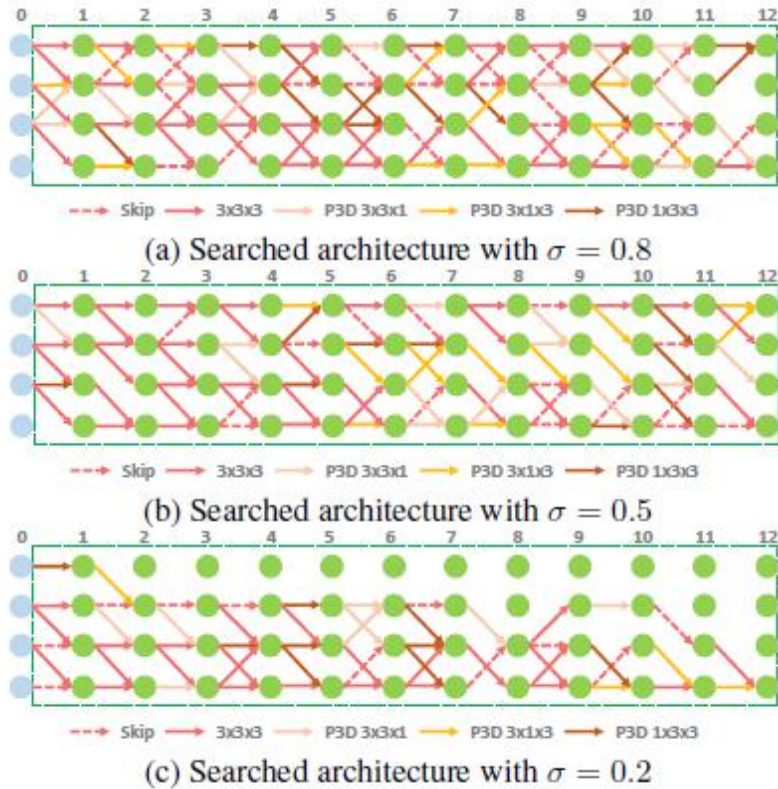 0 1 2 3 4 5 6 7 8 9 10 11 12
Skip 3x3x3 P3D 3x3x1 P3D 3x1x3 P3D 1x3x3
(a) Searched architecture with σ = 0.8
0 1 2 3 4 5 6 7 8 9 10 11 12
Skip 3x3x3 P3D 3x3x1 P3D 3x1x3 P3D 1x3x3
(b) Searched architecture with σ = 0.5
0 1 2 3 4 5 6 7 8 9 10 11 12
Skip 3x3x3 P3D 3x3x1 P3D 3x1x3 P3D 1x3x3
(c) Searched architecture with σ = 0.2